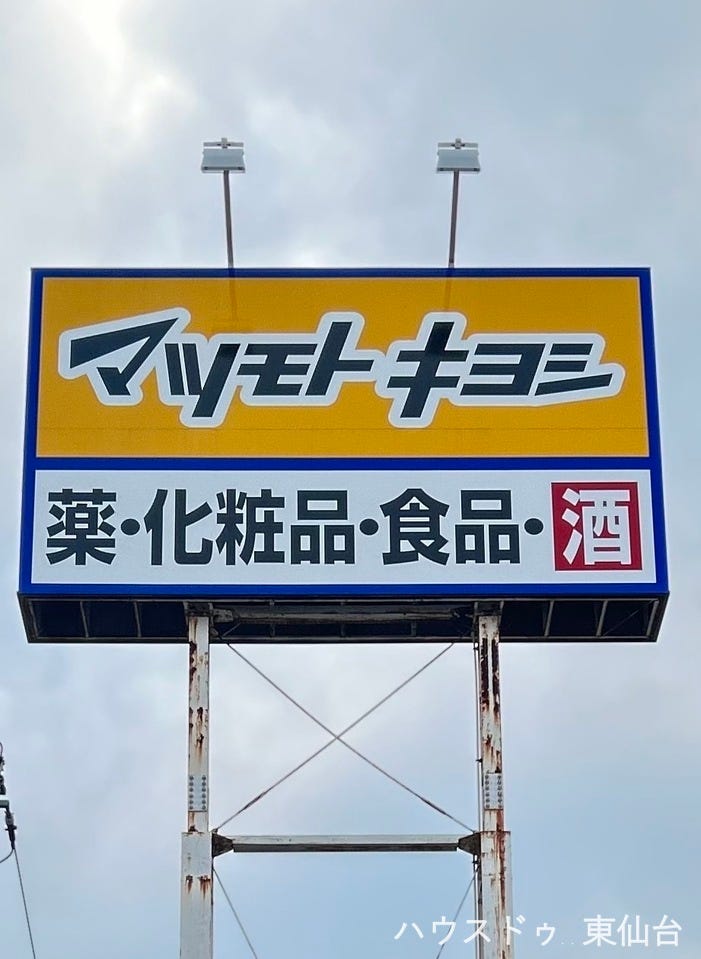 マツモトキヨシ
薬・化粧品・食品・酒
ハウスドゥ..東仙台